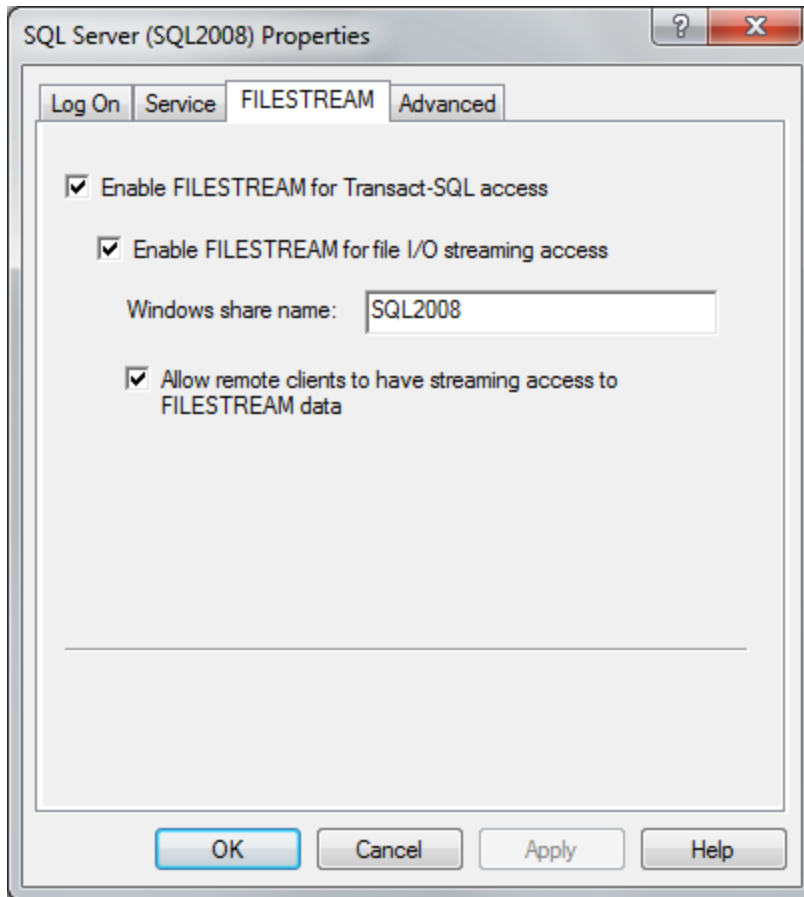 SQL Server (SQL2008) Properties
?
Log On Service FILESTREAM Advanced
Enable FILESTREAM for Transact-SQL access
Enable FILESTREAM for file I/O streaming access
Windows share name: SQL2008
Allow remote clients to have streaming access to
FILESTREAM data
OK Cancel Apply Help